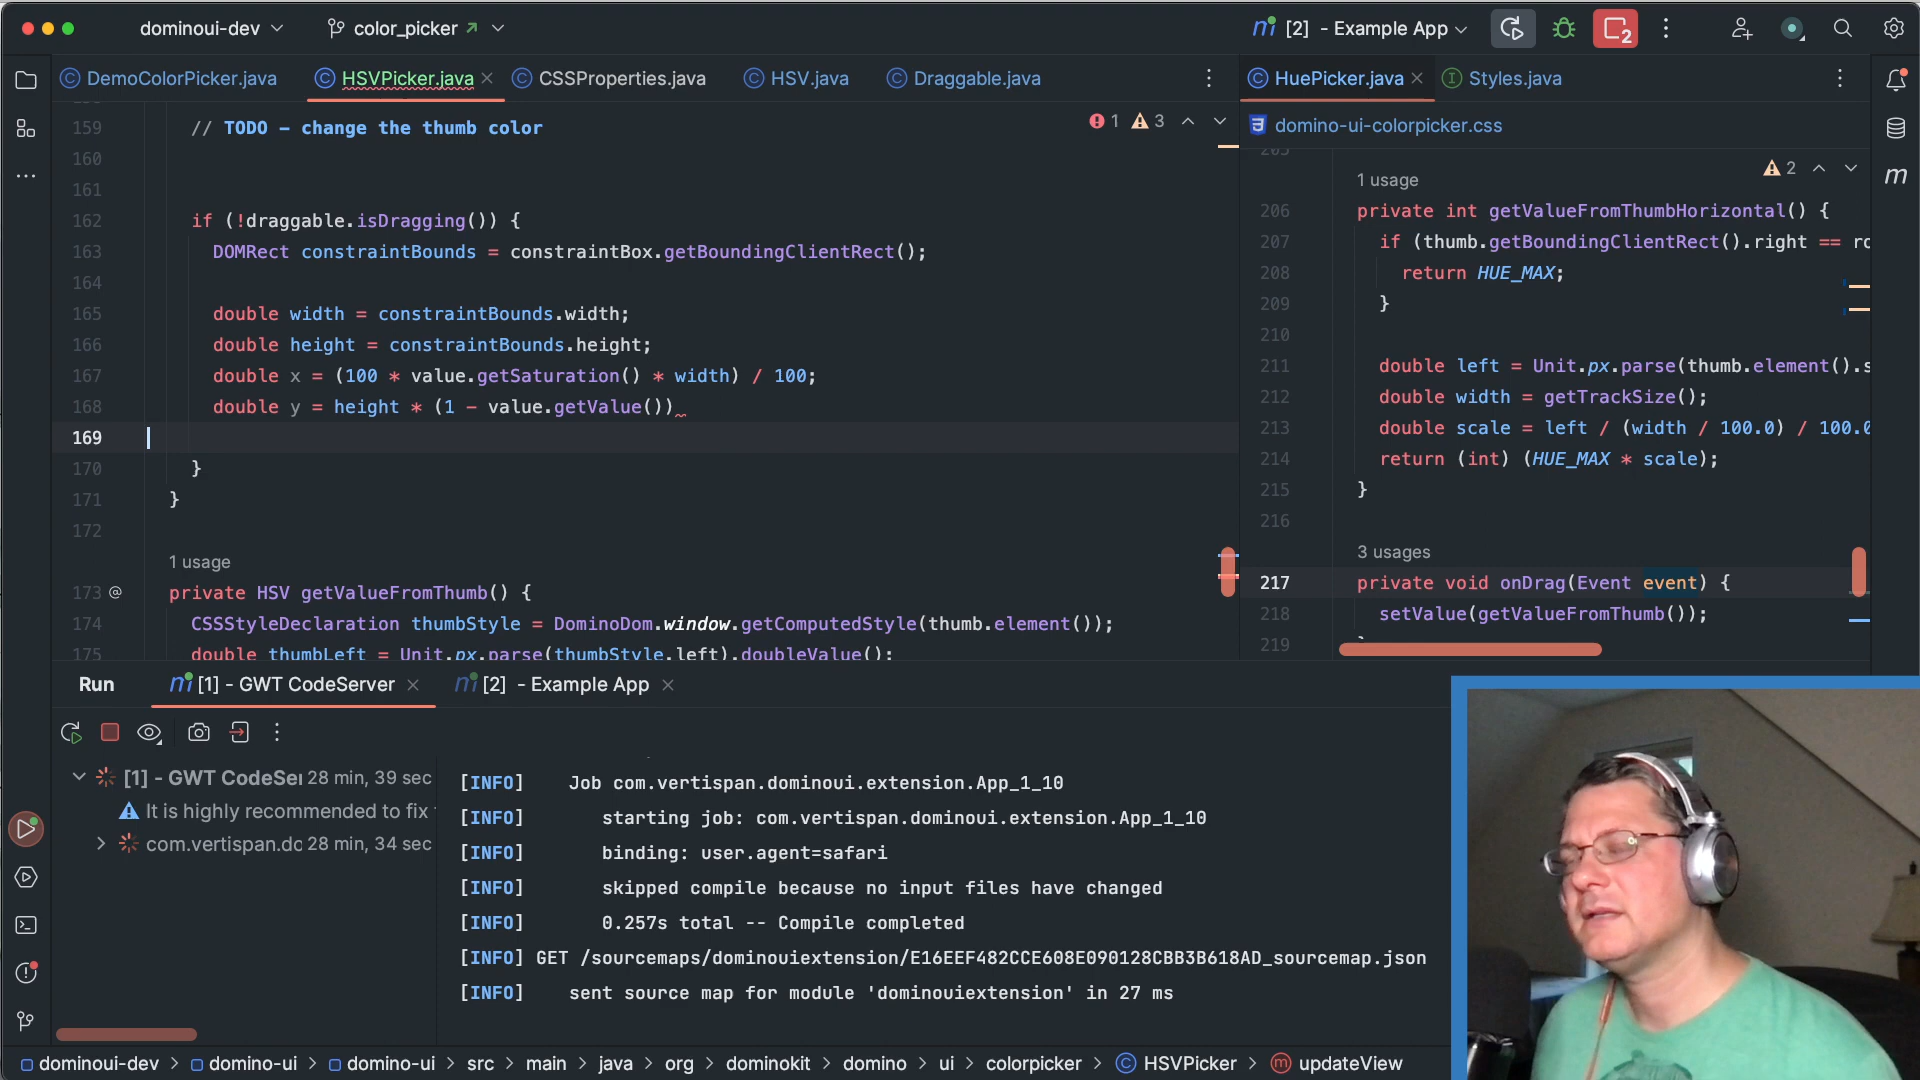 dominoui-dev
color_picker
[2] - Example App
2
DemoColorPicker.java
HSVPicker.java
CSSProperties.java
HSV.java
Draggable.java
HuePicker.java
Styles.java
domino-ui-colorpicker.css
1
3
159 // TODO - change the thumb color
160
161
162 if (!draggable.isDragging()) {
163 DOMRect constraintBounds = constraintBox.getBoundingClientRect();
164
165 double width = constraintBounds.width;
166 double height = constraintBounds.height;
167 double x = (100 * value.getSaturation() * width) / 100;
168 double y = height * (1 - value.getValue())
169
170 }
171 }
172
1 usage
173 @ private HSV getValueFromThumb() {
174 CSSStyleDeclaration thumbStyle = DominoDom.window.getComputedStyle(thumb.element());
175 double thumbLeft = Unit.px.parse(thumbStyle.left).doubleValue();
2
205
1 usage
206 private int getValueFromThumbHorizontal() {
207 if (thumb.getBoundingClientRect().right == ro
208 return HUE_MAX;
209 }
210
211 double left = Unit.px.parse(thumb.element().s
212 double width = getTrackSize();
213 double scale = left / (width / 100.0) / 100.0
214 return (int) (HUE_MAX * scale);
215 }
216
3 usages
217 private void onDrag(Event event) {
218 setValue(getValueFromThumb());
219
m
Run
[1] - GWT CodeServer
[2] - Example App
[1] - GWT CodeSer 28 min, 39 sec
It is highly recommended to fix
com.vertispan.do 28 min, 34 sec
[INFO] Job com.vertispan.dominoui.extension.App_1_10
[INFO] starting job: com.vertispan.dominoui.extension.App_1_10
[INFO] binding: user.agent=safari
[INFO] skipped compile because no input files have changed
[INFO] 0.257s total -- Compile completed
[INFO] GET /sourcemaps/dominouiextension/E16EEF482CCE608E090128CBB3B618AD_sourcemap.json
[INFO] sent source map for module 'dominouiextension' in 27 ms
dominoui-dev > domino-ui > domino-ui > src > main > java > org > dominokit > domino > ui > colorpicker > HSVPicker > updateView